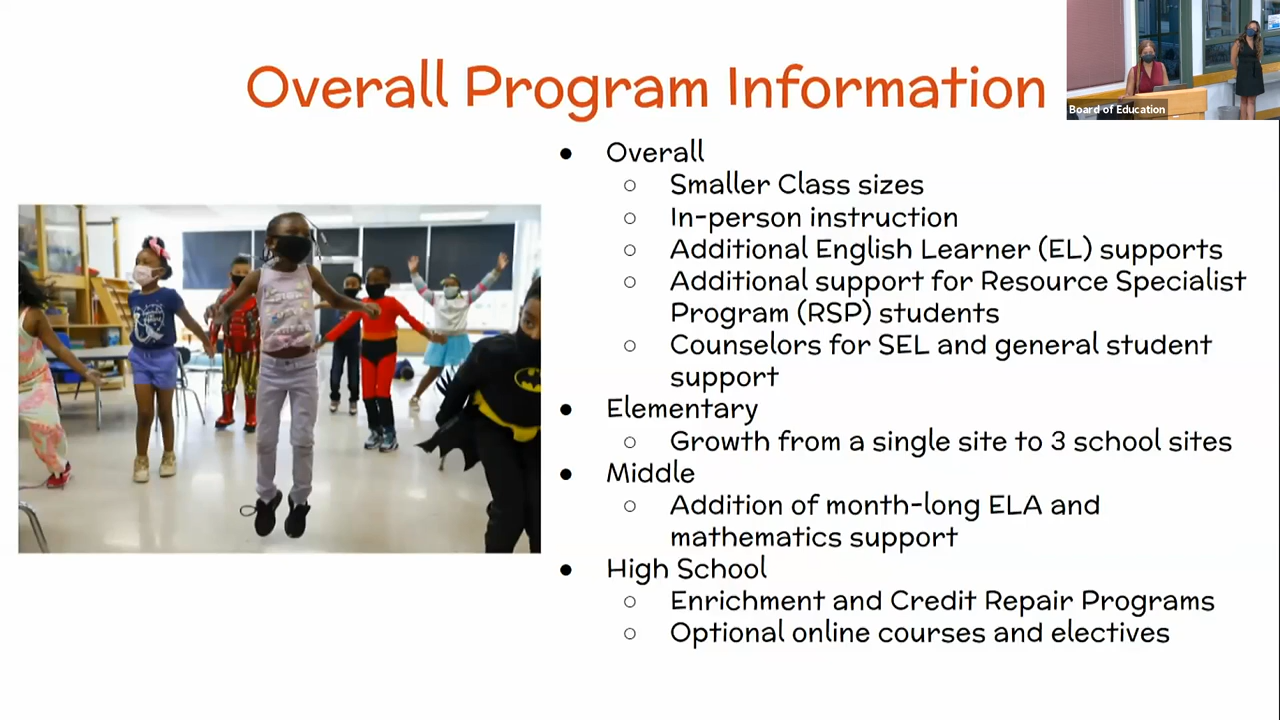 Overall Program Information
Board of Education
● Overall
○ Smaller Class sizes
○ In-person instruction
○ Additional English Learner (EL) supports
○ Additional support for Resource Specialist
Program (RSP) students
○ Counselors for SEL and general student
support
● Elementary
○ Growth from a single site to 3 school sites
● Middle
○ Addition of month-long ELA and
mathematics support
● High School
○ Enrichment and Credit Repair Programs
○ Optional online courses and electives